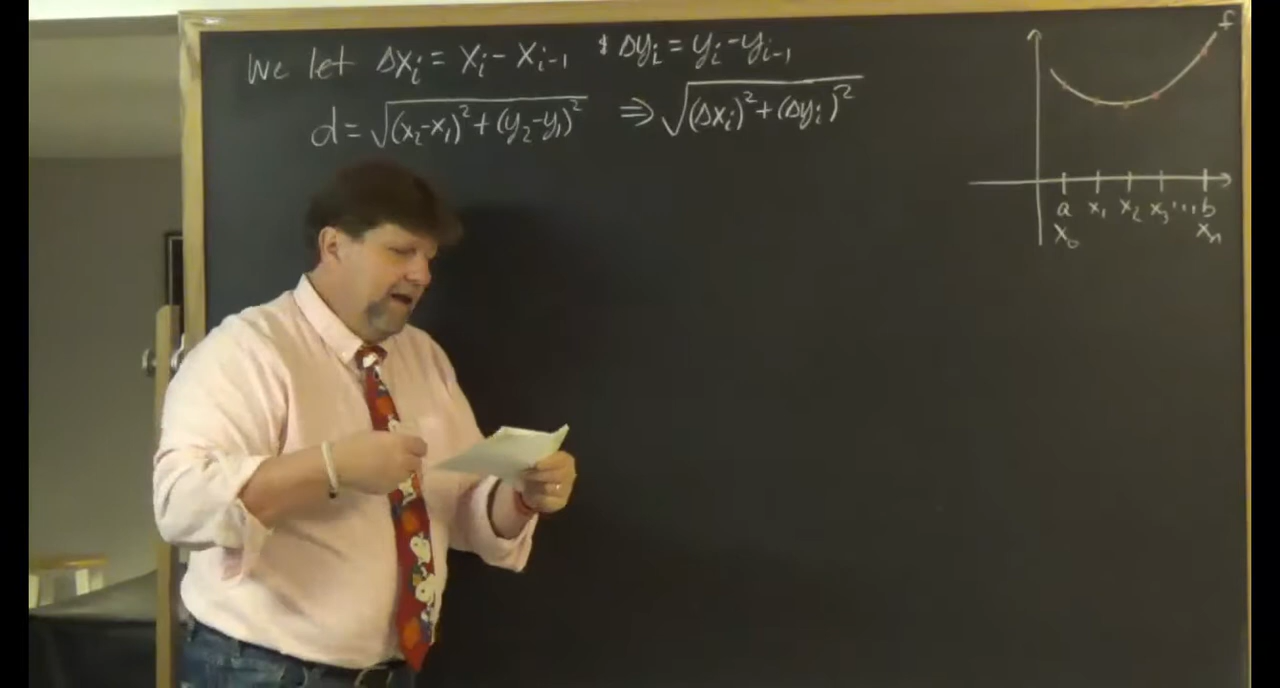 We let Δxᵢ = xᵢ - xᵢ₋₁ & Δyᵢ = yᵢ - yᵢ₋₁
d = √((x₂-x₁)² + (y₂-y₁)²) ⇒ √((Δxᵢ)² + (Δyᵢ)²)
f
a x₁ x₂ x₃ ... b
x₀ xₙ